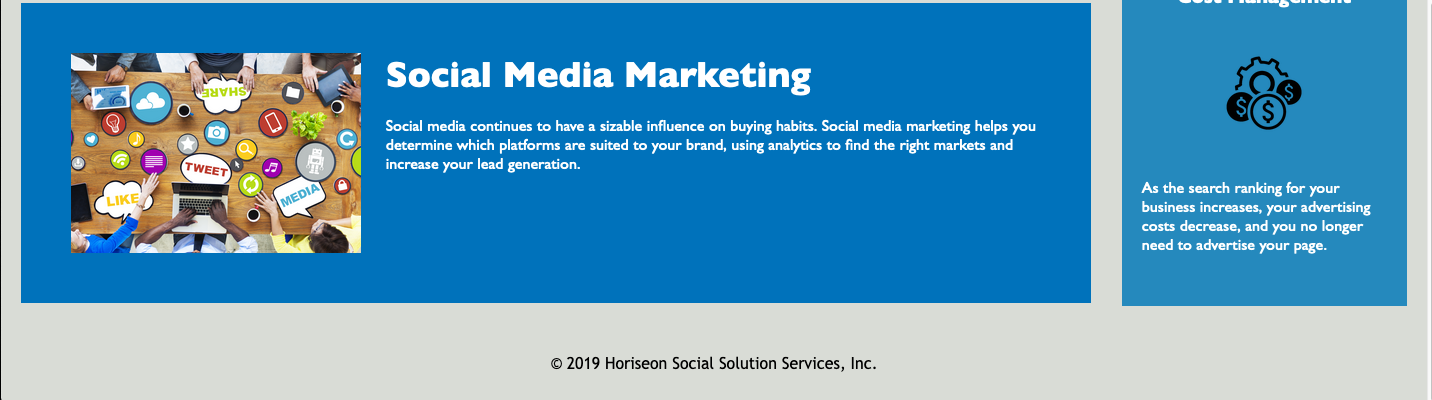 Cost Management
Social Media Marketing
Social media continues to have a sizable influence on buying habits. Social media marketing helps you
determine which platforms are suited to your brand, using analytics to find the right markets and
increase your lead generation.
SHARE
TWEET
LIKE
MEDIA
$ $ $
As the search ranking for your
business increases, your advertising
costs decrease, and you no longer
need to advertise your page.
© 2019 Horiseon Social Solution Services, Inc.